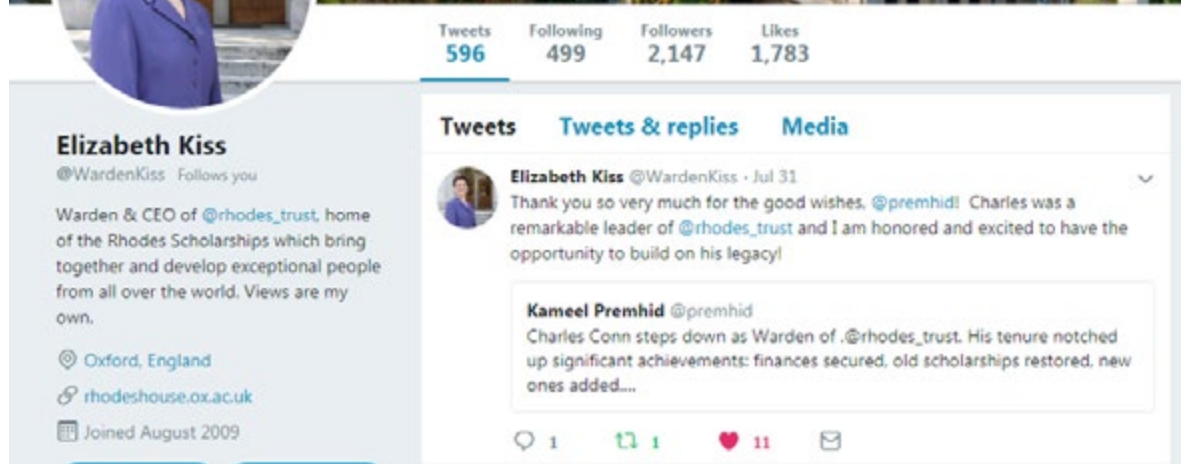 Tweets Following Followers Likes
596 499 2,147 1,783
Elizabeth Kiss
@WardenKiss Follows you
Warden & CEO of @rhodes_trust, home
of the Rhodes Scholarships which bring
together and develop exceptional people
from all over the world. Views are my
own.
Oxford, England
rhodeshouse.ox.ac.uk
Joined August 2009
Tweets Tweets & replies Media
Elizabeth Kiss @WardenKiss · Jul 31
Thank you so very much for the good wishes, @premhid! Charles was a
remarkable leader of @rhodes_trust and I am honored and excited to have the
opportunity to build on his legacy!
Kameel Premhid @premhid
Charles Conn steps down as Warden of .@rhodes_trust. His tenure notched
up significant achievements: finances secured, old scholarships restored, new
ones added....
1 1 11